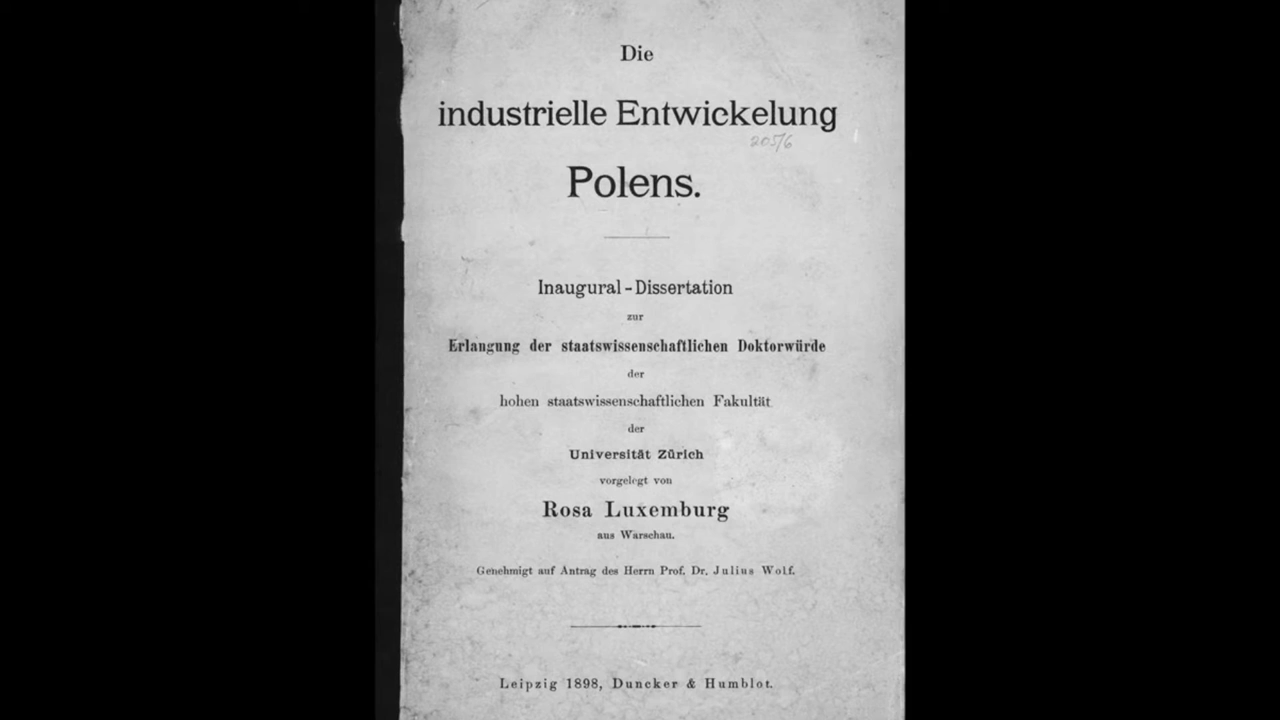 Die
industrielle Entwickelung
2056
Polens.
Inaugural-Dissertation
zur
Erlangung der staatswissenschaftlichen Doktorwürde
der
hohen staatswissenschaftlichen Fakultät
der
Universität Zürich
vorgelegt von
Rosa Luxemburg
aus Warschau.
Genehmigt auf Antrag des Herrn Prof. Dr. Julius Wolf.
Leipzig 1898, Duncker & Humblot.